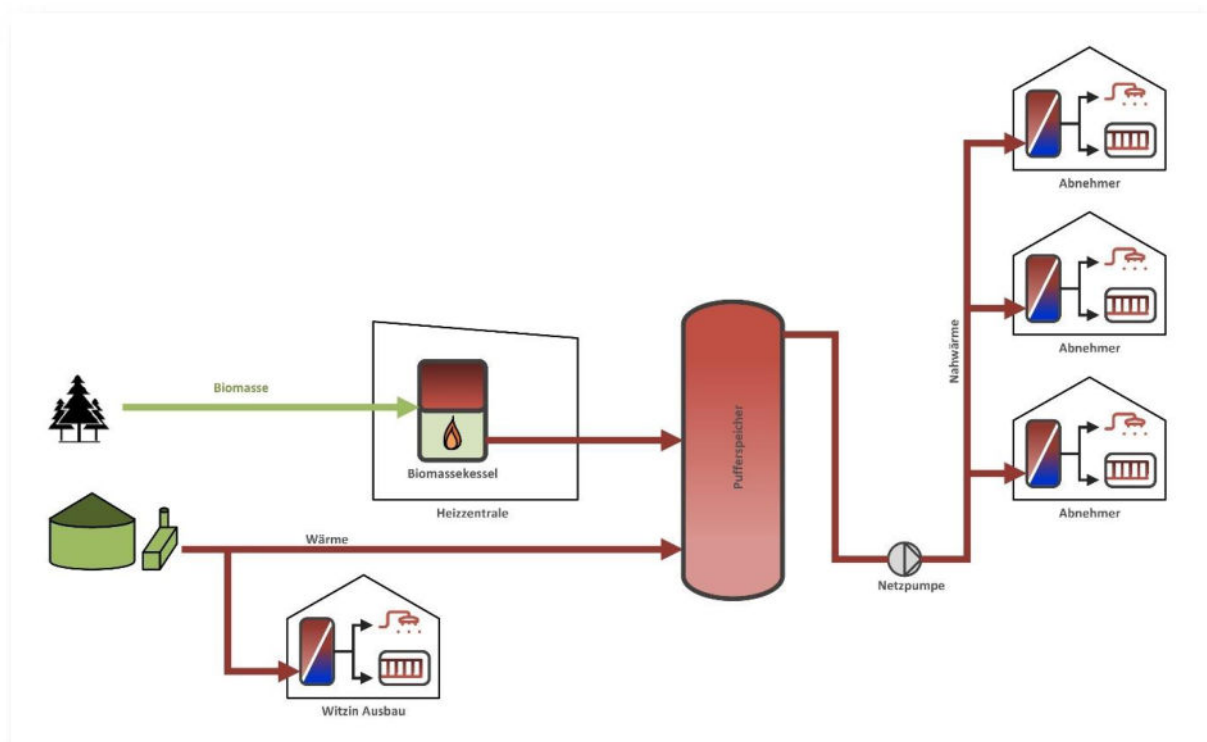 Abnehmer
Abnehmer
Nahwärme
Biomasse
Pufferspeicher
Biomassekessel
Abnehmer
Heizzentrale
Wärme
Netzpumpe
Witzin Ausbau